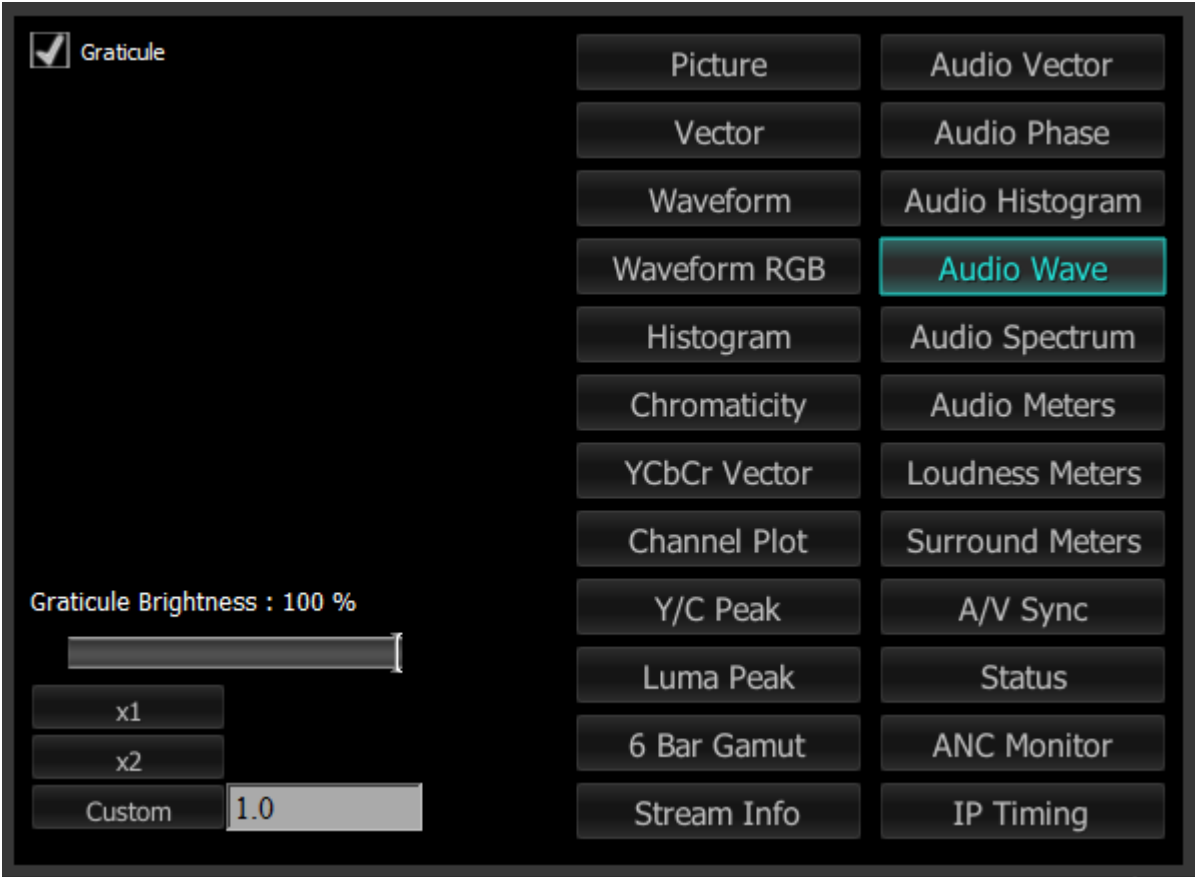 Graticule
Graticule Brightness : 100 %
x1
x2
Custom 1.0
Picture
Vector
Waveform
Waveform RGB
Histogram
Chromaticity
YCbCr Vector
Channel Plot
Y/C Peak
Luma Peak
6 Bar Gamut
Stream Info
Audio Vector
Audio Phase
Audio Histogram
Audio Wave
Audio Spectrum
Audio Meters
Loudness Meters
Surround Meters
A/V Sync
Status
ANC Monitor
IP Timing